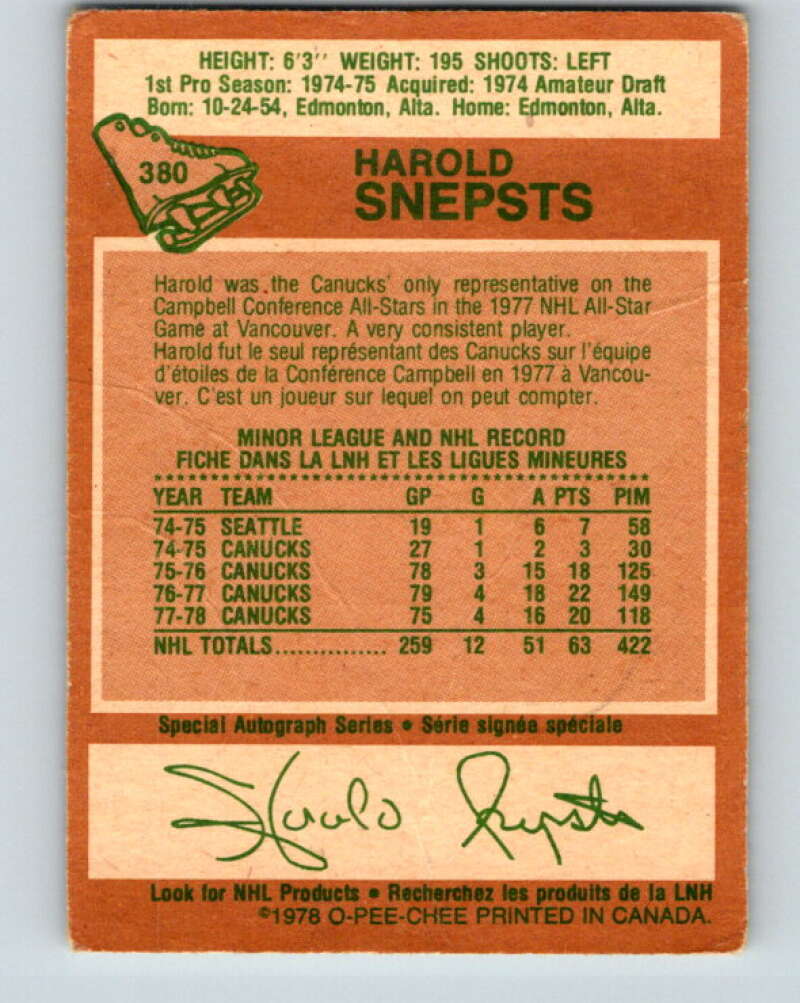 HEIGHT: 6'3'' WEIGHT: 195 SHOOTS: LEFT
1st Pro Season: 1974-75 Acquired: 1974 Amateur Draft
Born: 10-24-54, Edmonton, Alta. Home: Edmonton, Alta.
380
HAROLD
SNEPSTS
Harold was the Canucks' only representative on the
Campbell Conference All-Stars in the 1977 NHL All-Star
Game at Vancouver. A very consistent player.
Harold fut le seul représentant des Canucks sur l'équipe
d'étoiles de la Conférence Campbell en 1977 à Vancou-
ver. C'est un joueur sur lequel on peut compter.
MINOR LEAGUE AND NHL RECORD
FICHE DANS LA LNH ET LES LIGUES MINEURES
YEAR TEAM GP G A PTS PIM
74-75 SEATTLE 19 1 6 7 58
74-75 CANUCKS 27 1 2 3 30
75-76 CANUCKS 78 3 15 18 125
76-77 CANUCKS 79 4 18 22 149
77-78 CANUCKS 75 4 16 20 118
NHL TOTALS............... 259 12 51 63 422
Special Autograph Series • Série signée spéciale
Harold Snepsts
Look for NHL Products • Recherchez les produits de la LNH
©1978 O-PEE-CHEE PRINTED IN CANADA.